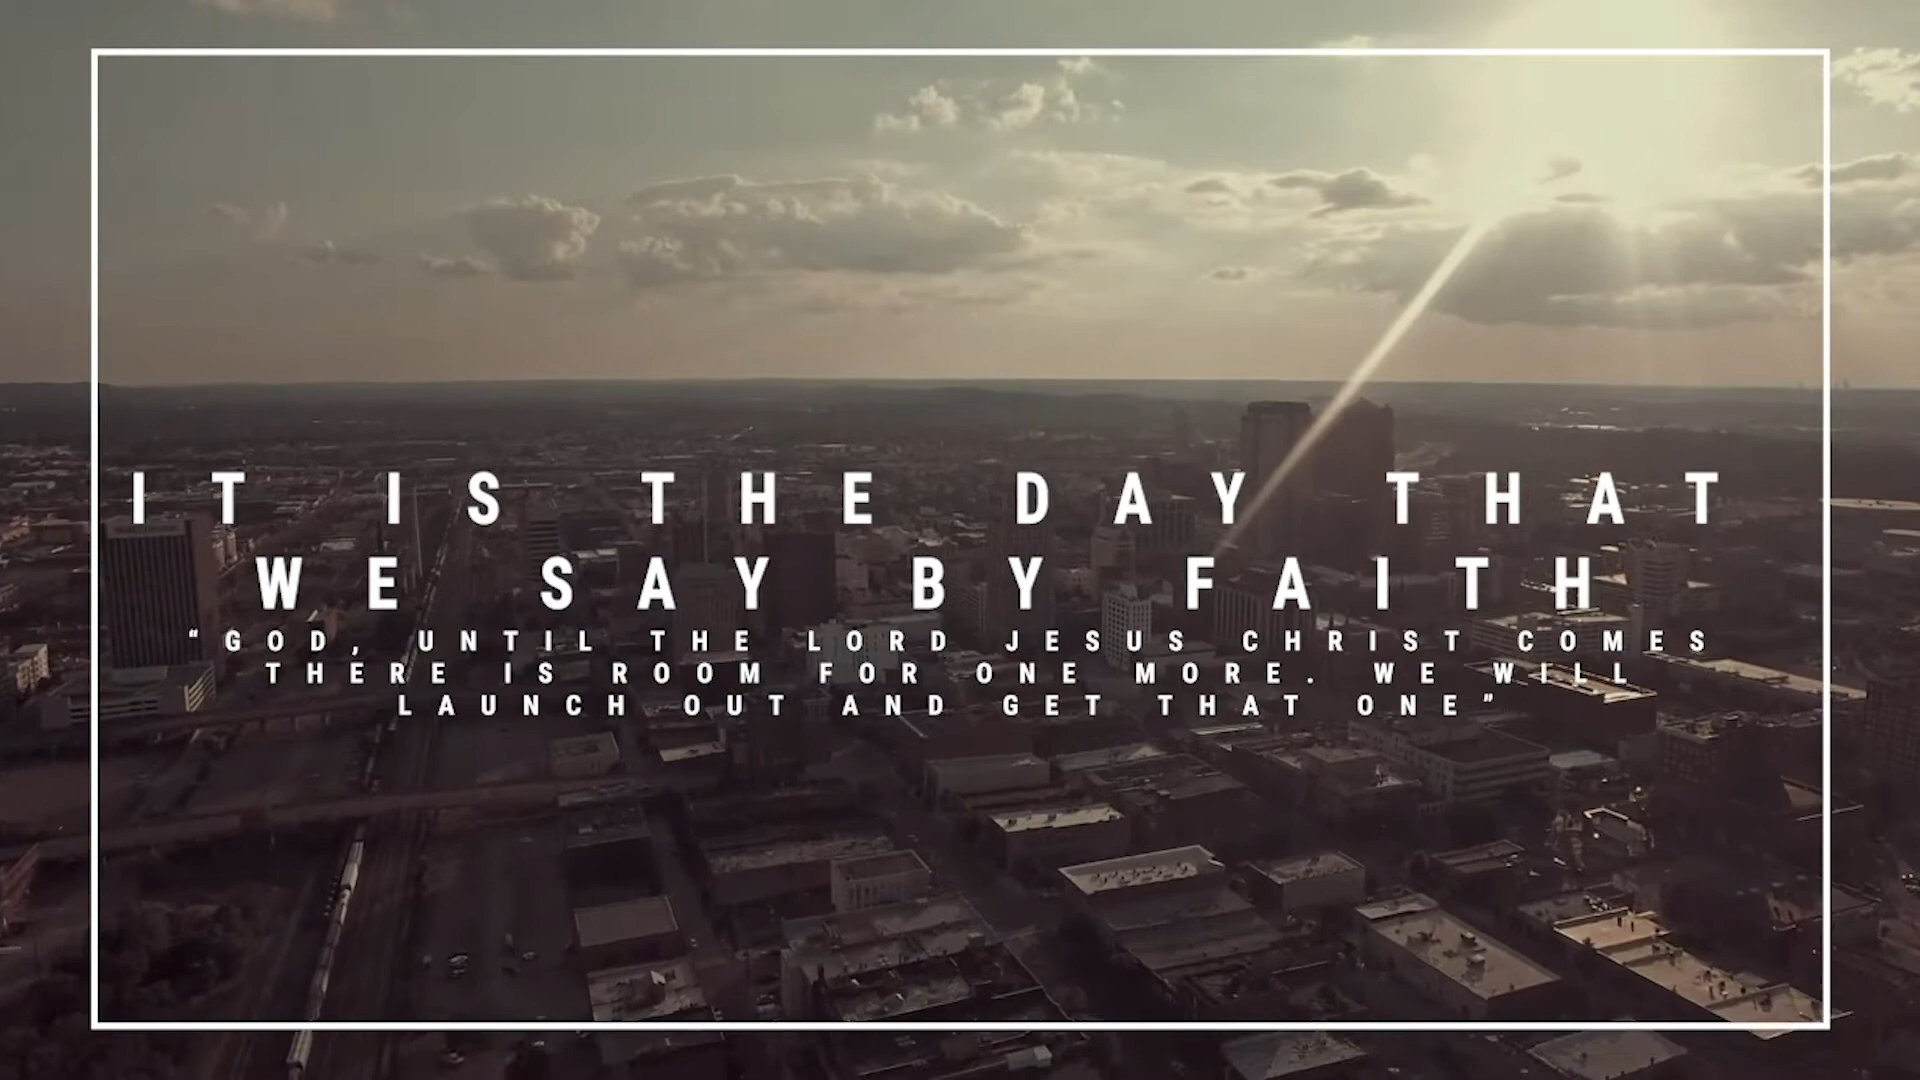 IT IS THE DAY THAT
WE SAY BY FAITH
“GOD, UNTIL THE LORD JESUS CHRIST COMES
THERE IS ROOM FOR ONE MORE. WE WILL
LAUNCH OUT AND GET THAT ONE”